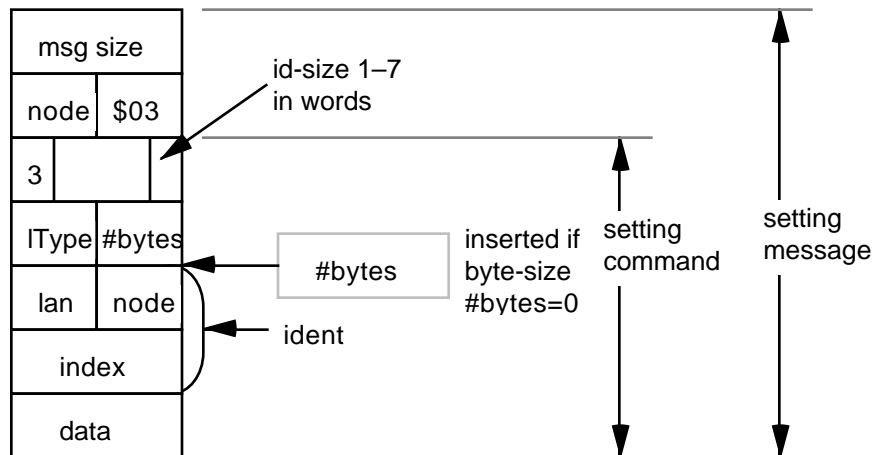 msg size
id-size 1–7
in words
node $03
3
lType #bytes
#bytes
inserted if
byte-size
#bytes=0
setting
command
setting
message
lan node
ident
index
data